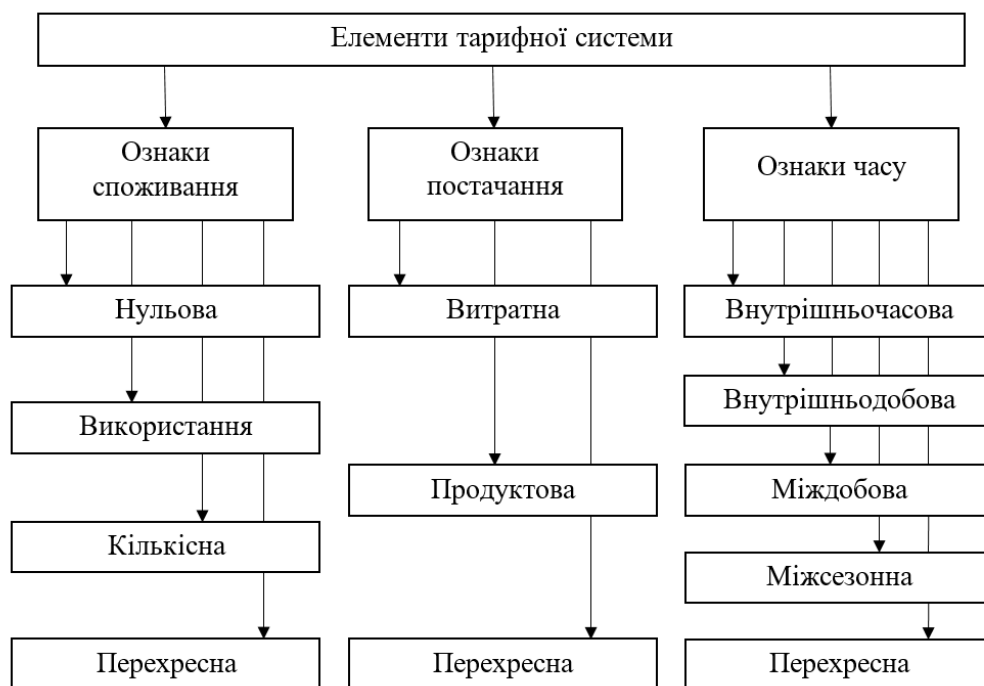 Елементи тарифної системи
Ознаки
споживання
Нульова
Використання
Кількісна
Перехресна
Ознаки
постачання
Витратна
Продуктова
Перехресна
Ознаки часу
Внутрішньочасова
Внутрішньодобова
Міждобова
Міжсезонна
Перехресна